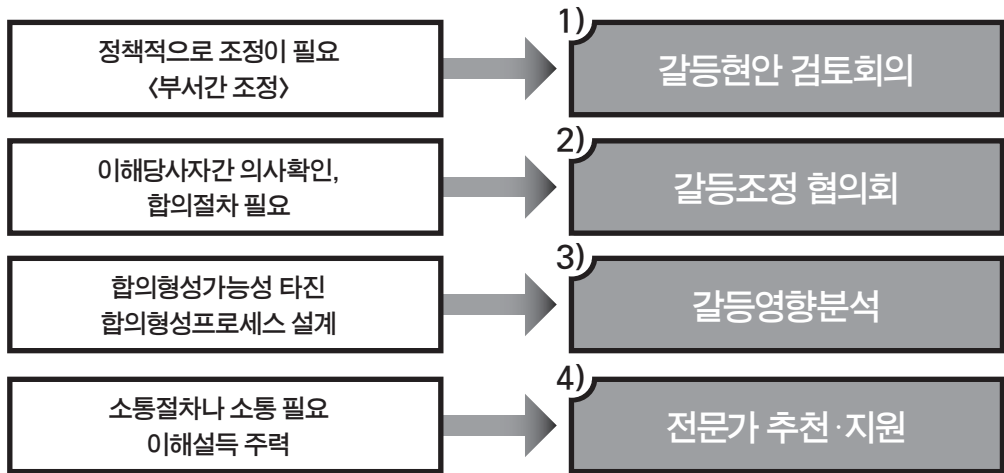 정책적으로 조정이 필요
<부서간 조정>
1)
갈등현안 검토회의
이해당사자간 의사확인,
합의절차 필요
2)
갈등조정 협의회
합의형성가능성 타진
합의형성프로세스 설계
3)
갈등영향분석
소통절차나 소통 필요
이해설득 주력
4)
전문가 추천·지원